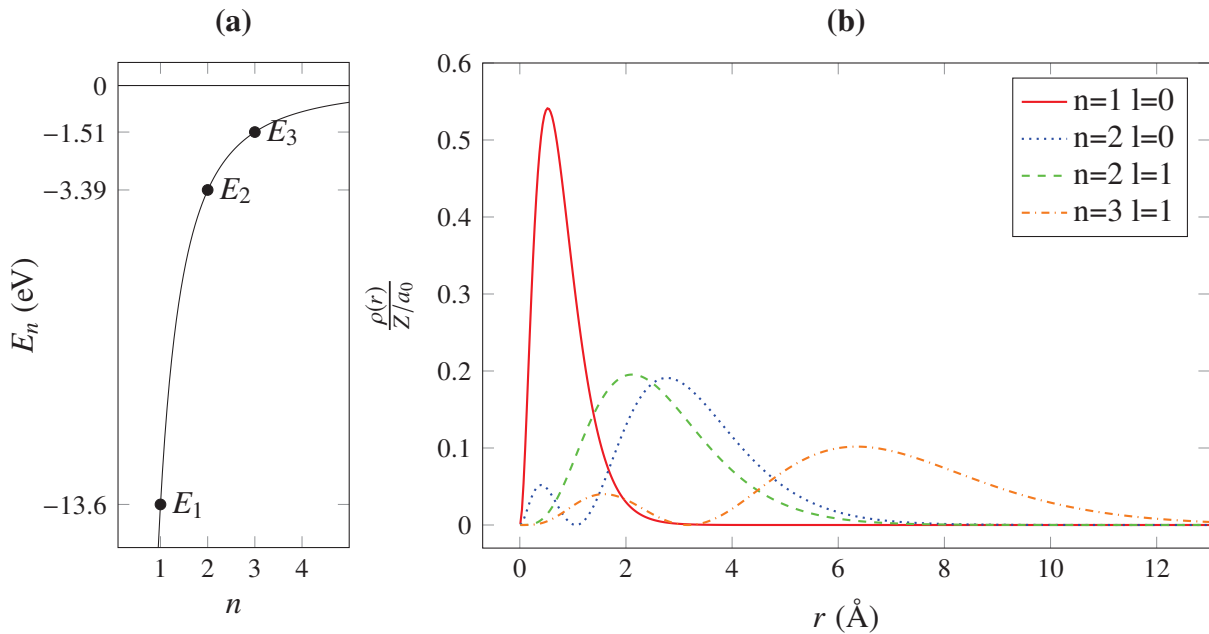 (a)
0
−1.51
−3.39
−13.6
E₁
E₂
E₃
1 2 3 4
n
Eₙ (eV)
(b)
0.6
0.5
0.4
0.3
0.2
0.1
0
0 2 4 6 8 10 12
r (Å)
ρ(r)
Z/a₀
n=1 l=0
n=2 l=0
n=2 l=1
n=3 l=1